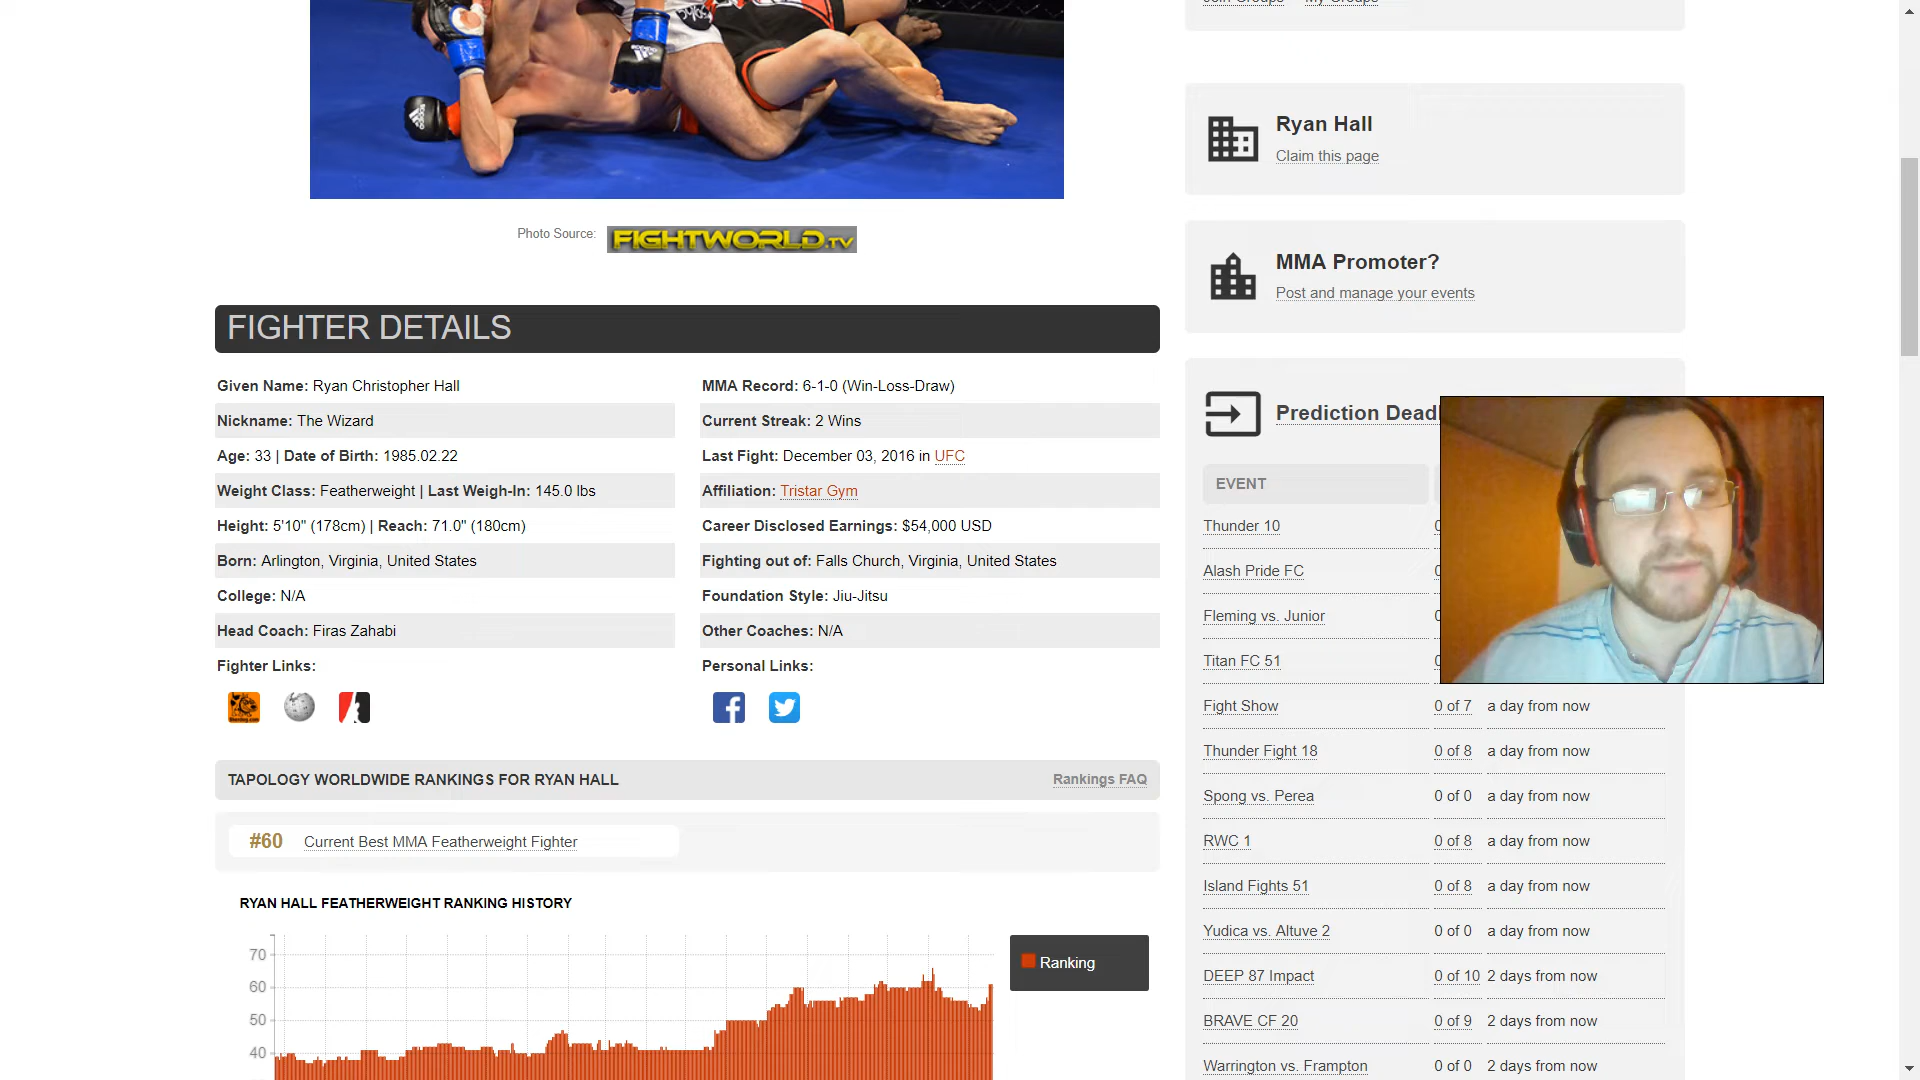 Join Groups My Groups
Ryan Hall
Claim this page
Photo Source: FIGHTWORLD.TV
MMA Promoter?
Post and manage your events
FIGHTER DETAILS
Given Name: Ryan Christopher Hall
Nickname: The Wizard
Age: 33 | Date of Birth: 1985.02.22
Weight Class: Featherweight | Last Weigh-In: 145.0 lbs
Height: 5'10" (178cm) | Reach: 71.0" (180cm)
Born: Arlington, Virginia, United States
College: N/A
Head Coach: Firas Zahabi
Fighter Links:
MMA Record: 6-1-0 (Win-Loss-Draw)
Current Streak: 2 Wins
Last Fight: December 03, 2016 in UFC
Affiliation: Tristar Gym
Career Disclosed Earnings: $54,000 USD
Fighting out of: Falls Church, Virginia, United States
Foundation Style: Jiu-Jitsu
Other Coaches: N/A
Personal Links:
TAPOLOGY WORLDWIDE RANKINGS FOR RYAN HALL Rankings FAQ
#60 Current Best MMA Featherweight Fighter
RYAN HALL FEATHERWEIGHT RANKING HISTORY
70
60
50
40
Ranking
Prediction Deadl
EVENT
Thunder 10 0
Alash Pride FC 0
Fleming vs. Junior 0
Titan FC 51 0
Fight Show 0 of 7 a day from now
Thunder Fight 18 0 of 8 a day from now
Spong vs. Perea 0 of 0 a day from now
RWC 1 0 of 8 a day from now
Island Fights 51 0 of 8 a day from now
Yudica vs. Altuve 2 0 of 0 a day from now
DEEP 87 Impact 0 of 10 2 days from now
BRAVE CF 20 0 of 9 2 days from now
Warrington vs. Frampton 0 of 0 2 days from now